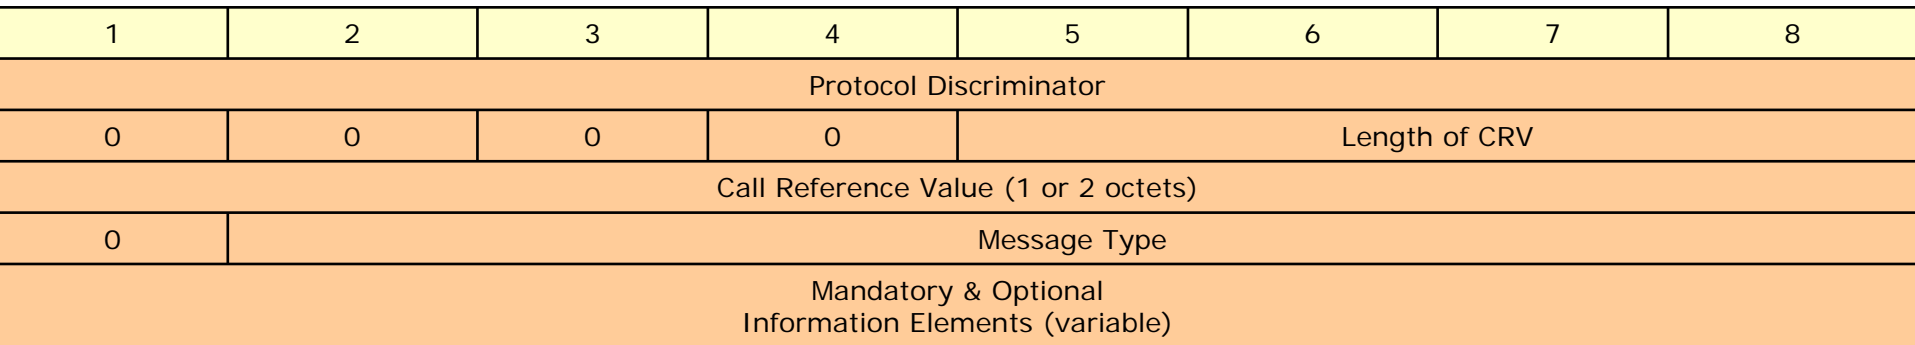 1 2 3 4 5 6 7 8
Protocol Discriminator
0 0 0 0 Length of CRV
Call Reference Value (1 or 2 octets)
0 Message Type
Mandatory & Optional
Information Elements (variable)